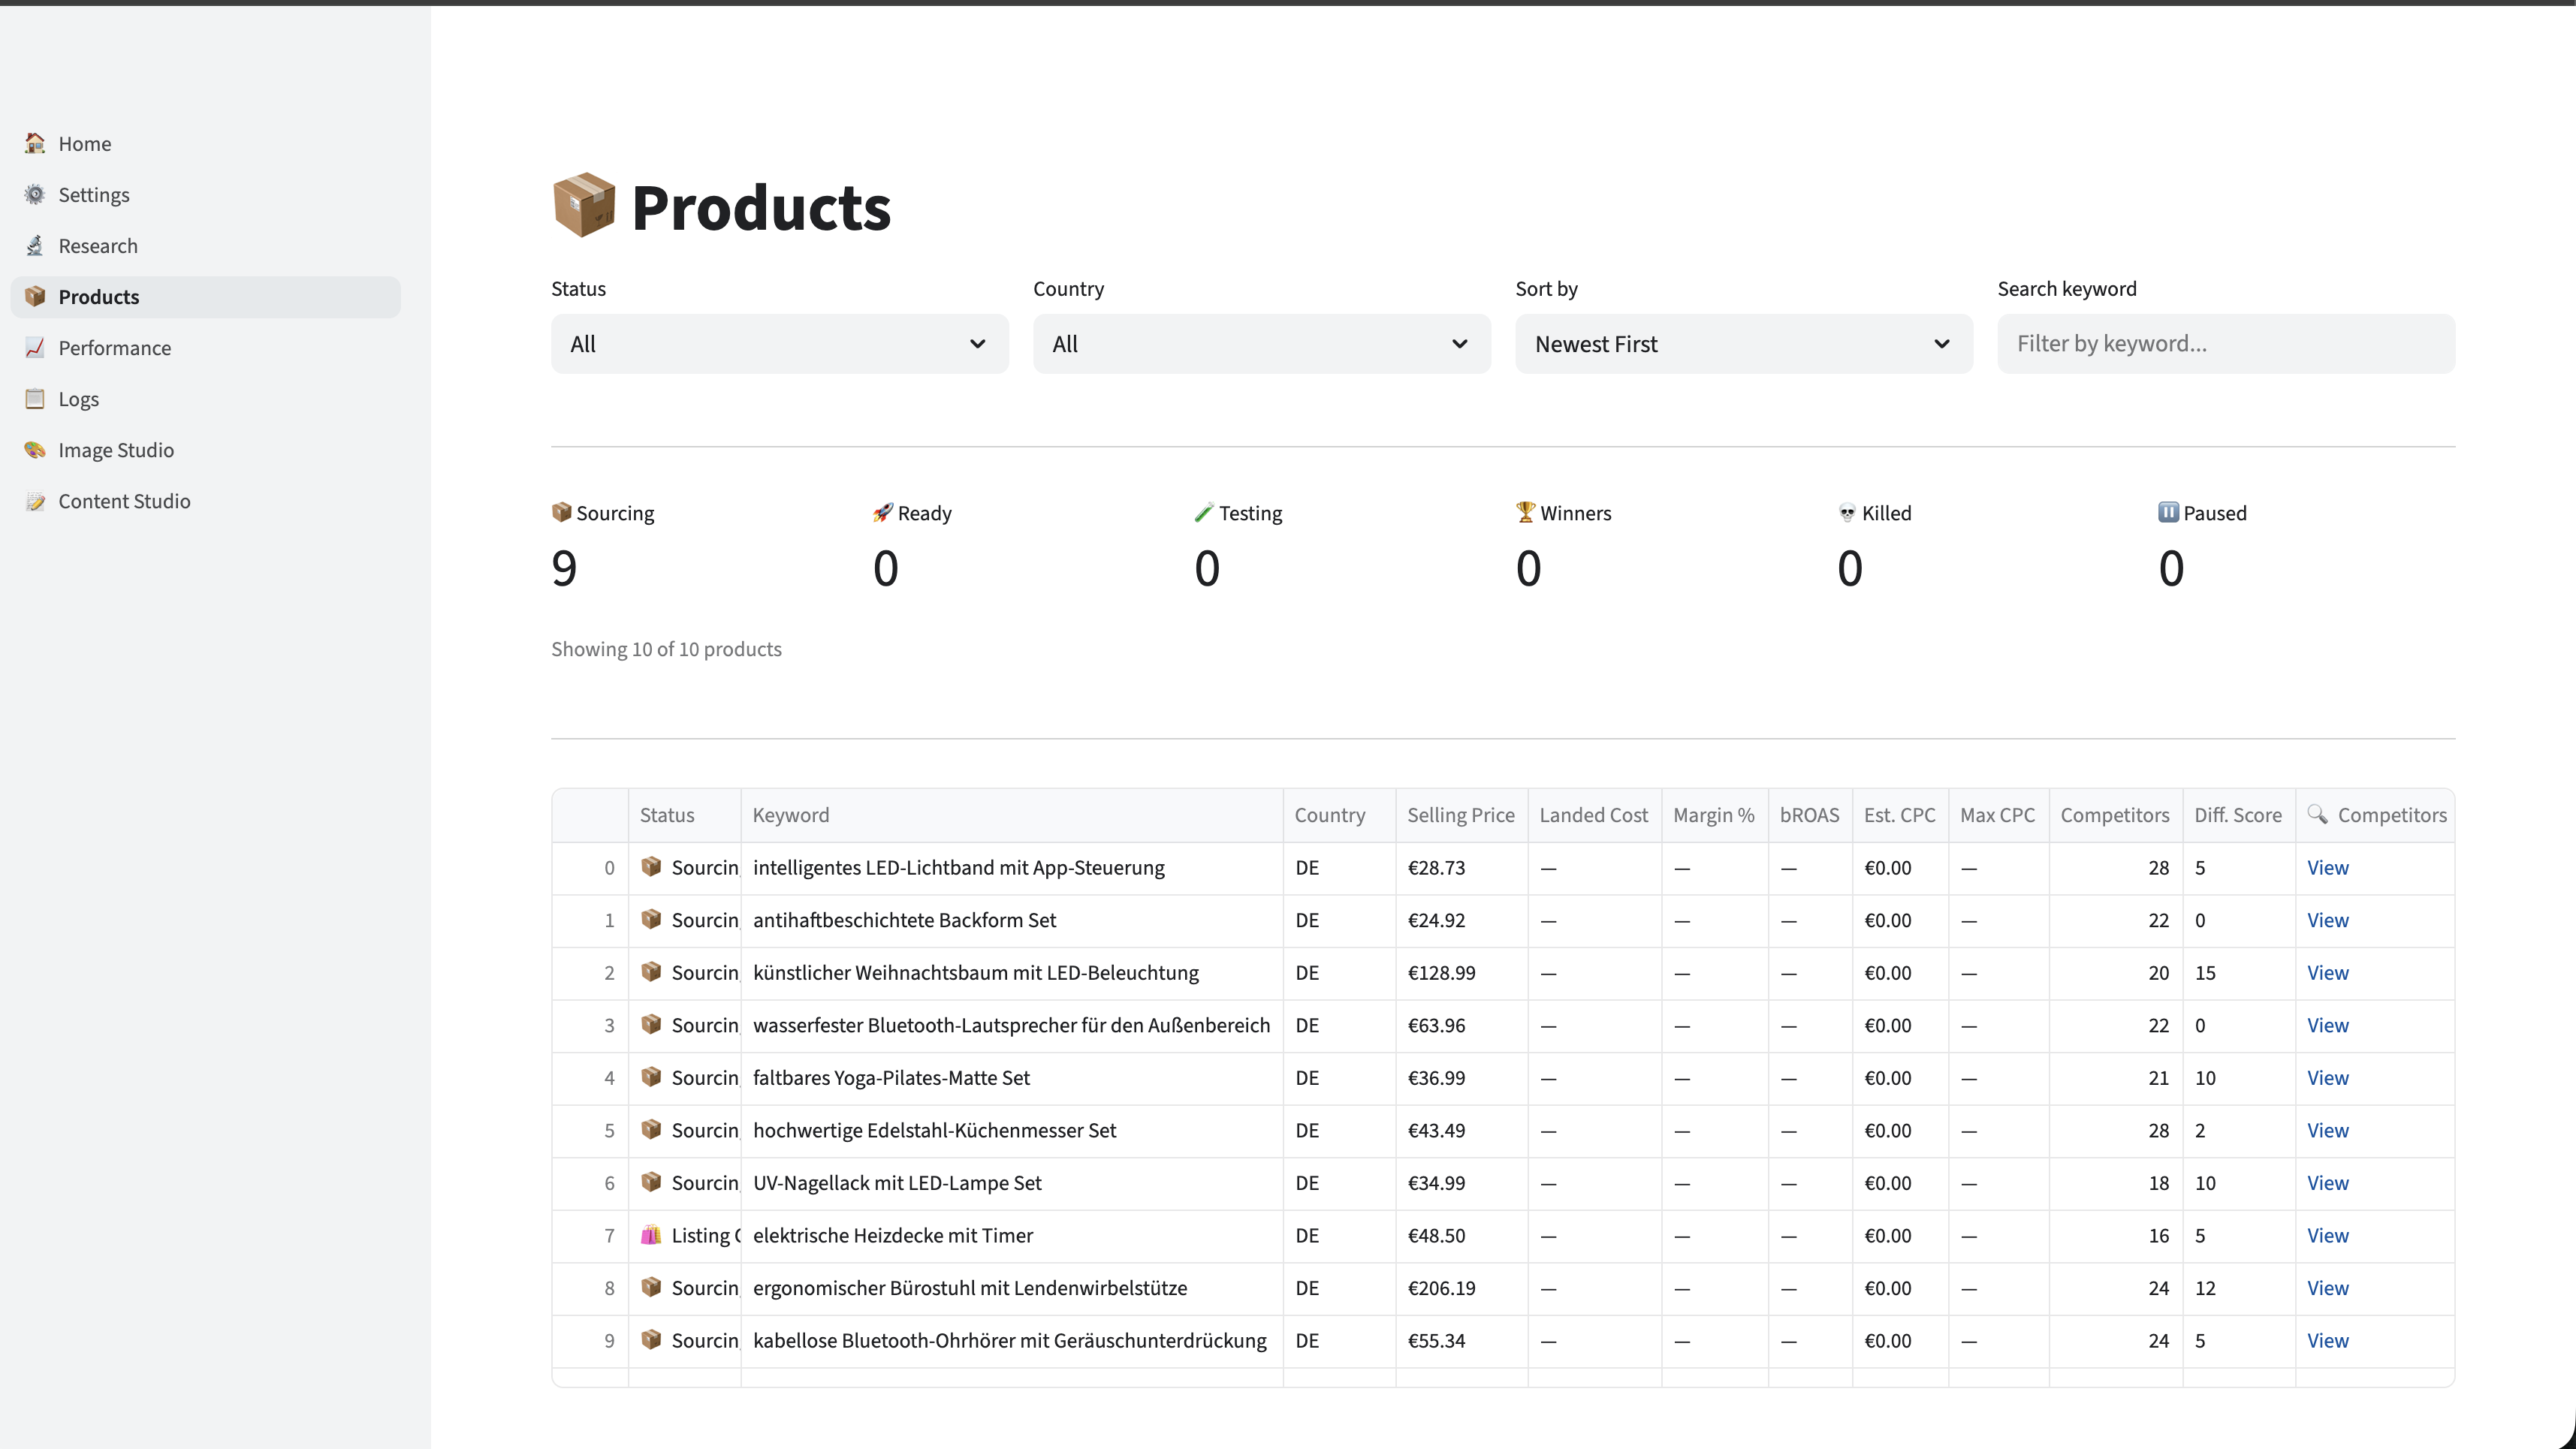 Home
Settings
Research
Products
Performance
Logs
Image Studio
Content Studio
Products
Status Country Sort by Search keyword
All All Newest First Filter by keyword...
Sourcing Ready Testing Winners Killed Paused
9 0 0 0 0 0
Showing 10 of 10 products
Status Keyword Country Selling Price Landed Cost Margin % bROAS Est. CPC Max CPC Competitors Diff. Score Competitors
0 Sourcin intelligentes LED-Lichtband mit App-Steuerung DE €28.73 — — — €0.00 — 28 5 View
1 Sourcin antihaftbeschichtete Backform Set DE €24.92 — — — €0.00 — 22 0 View
2 Sourcin künstlicher Weihnachtsbaum mit LED-Beleuchtung DE €128.99 — — — €0.00 — 20 15 View
3 Sourcin wasserfester Bluetooth-Lautsprecher für den Außenbereich DE €63.96 — — — €0.00 — 22 0 View
4 Sourcin faltbares Yoga-Pilates-Matte Set DE €36.99 — — — €0.00 — 21 10 View
5 Sourcin hochwertige Edelstahl-Küchenmesser Set DE €43.49 — — — €0.00 — 28 2 View
6 Sourcin UV-Nagellack mit LED-Lampe Set DE €34.99 — — — €0.00 — 18 10 View
7 Listing elektrische Heizdecke mit Timer DE €48.50 — — — €0.00 — 16 5 View
8 Sourcin ergonomischer Bürostuhl mit Lendenwirbelstütze DE €206.19 — — — €0.00 — 24 12 View
9 Sourcin kabellose Bluetooth-Ohrhörer mit Geräuschunterdrückung DE €55.34 — — — €0.00 — 24 5 View